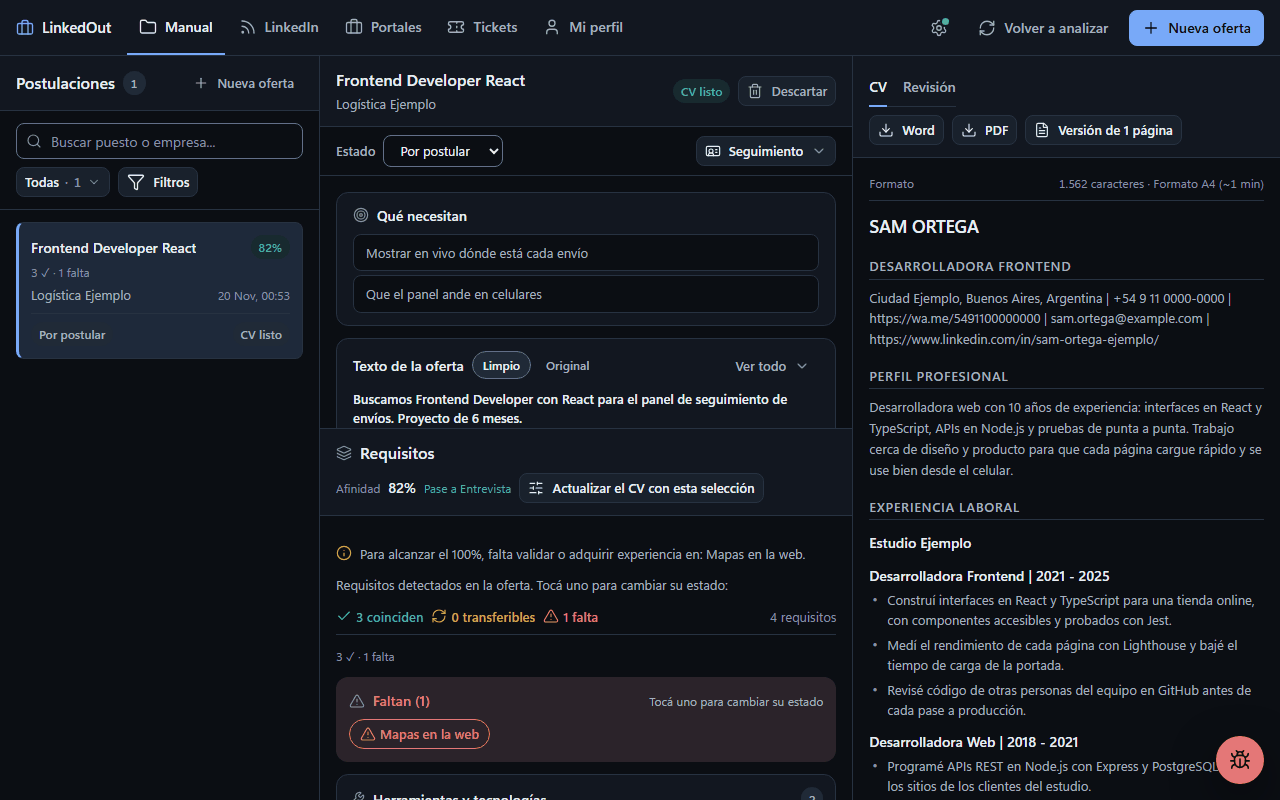 LinkedOut
Manual
LinkedIn
Portales
Tickets
Mi perfil
Volver a analizar
Nueva oferta
Postulaciones 1
Nueva oferta
Buscar puesto o empresa...
Todas · 1
Filtros
Frontend Developer React 82%
3 ✓ · 1 falta
Logística Ejemplo 20 Nov, 00:53
Por postular CV listo
Frontend Developer React
Logística Ejemplo
CV listo
Descartar
Estado Por postular
Seguimiento
Qué necesitan
Mostrar en vivo dónde está cada envío
Que el panel ande en celulares
Texto de la oferta Limpio Original Ver todo
Buscamos Frontend Developer con React para el panel de seguimiento de
envíos. Proyecto de 6 meses.
Requisitos
Afinidad 82% Pase a Entrevista Actualizar el CV con esta selección
Para alcanzar el 100%, falta validar o adquirir experiencia en: Mapas en la web.
Requisitos detectados en la oferta. Tocá uno para cambiar su estado:
3 coinciden 0 transferibles 1 falta 4 requisitos
3 ✓ · 1 falta
Faltan (1) Tocá uno para cambiar su estado
Mapas en la web
Herramientas y tecnologías
CV Revisión
Word PDF Versión de 1 página
Formato 1.562 caracteres · Formato A4 (~1 min)
SAM ORTEGA
DESARROLLADORA FRONTEND
Ciudad Ejemplo, Buenos Aires, Argentina | +54 9 11 0000-0000 |
https://wa.me/5491100000000 | sam.ortega@example.com |
https://www.linkedin.com/in/sam-ortega-ejemplo/
PERFIL PROFESIONAL
Desarrolladora web con 10 años de experiencia: interfaces en React y
TypeScript, APIs en Node.js y pruebas de punta a punta. Trabajo
cerca de diseño y producto para que cada página cargue rápido y se
use bien desde el celular.
EXPERIENCIA LABORAL
Estudio Ejemplo
Desarrolladora Frontend | 2021 - 2025
• Construí interfaces en React y TypeScript para una tienda online,
con componentes accesibles y probados con Jest.
• Medí el rendimiento de cada página con Lighthouse y bajé el
tiempo de carga de la portada.
• Revisé código de otras personas del equipo en GitHub antes de
cada pase a producción.
Desarrolladora Web | 2018 - 2021
• Programé APIs REST en Node.js con Express y PostgreSQL
los sitios de los clientes del estudio.